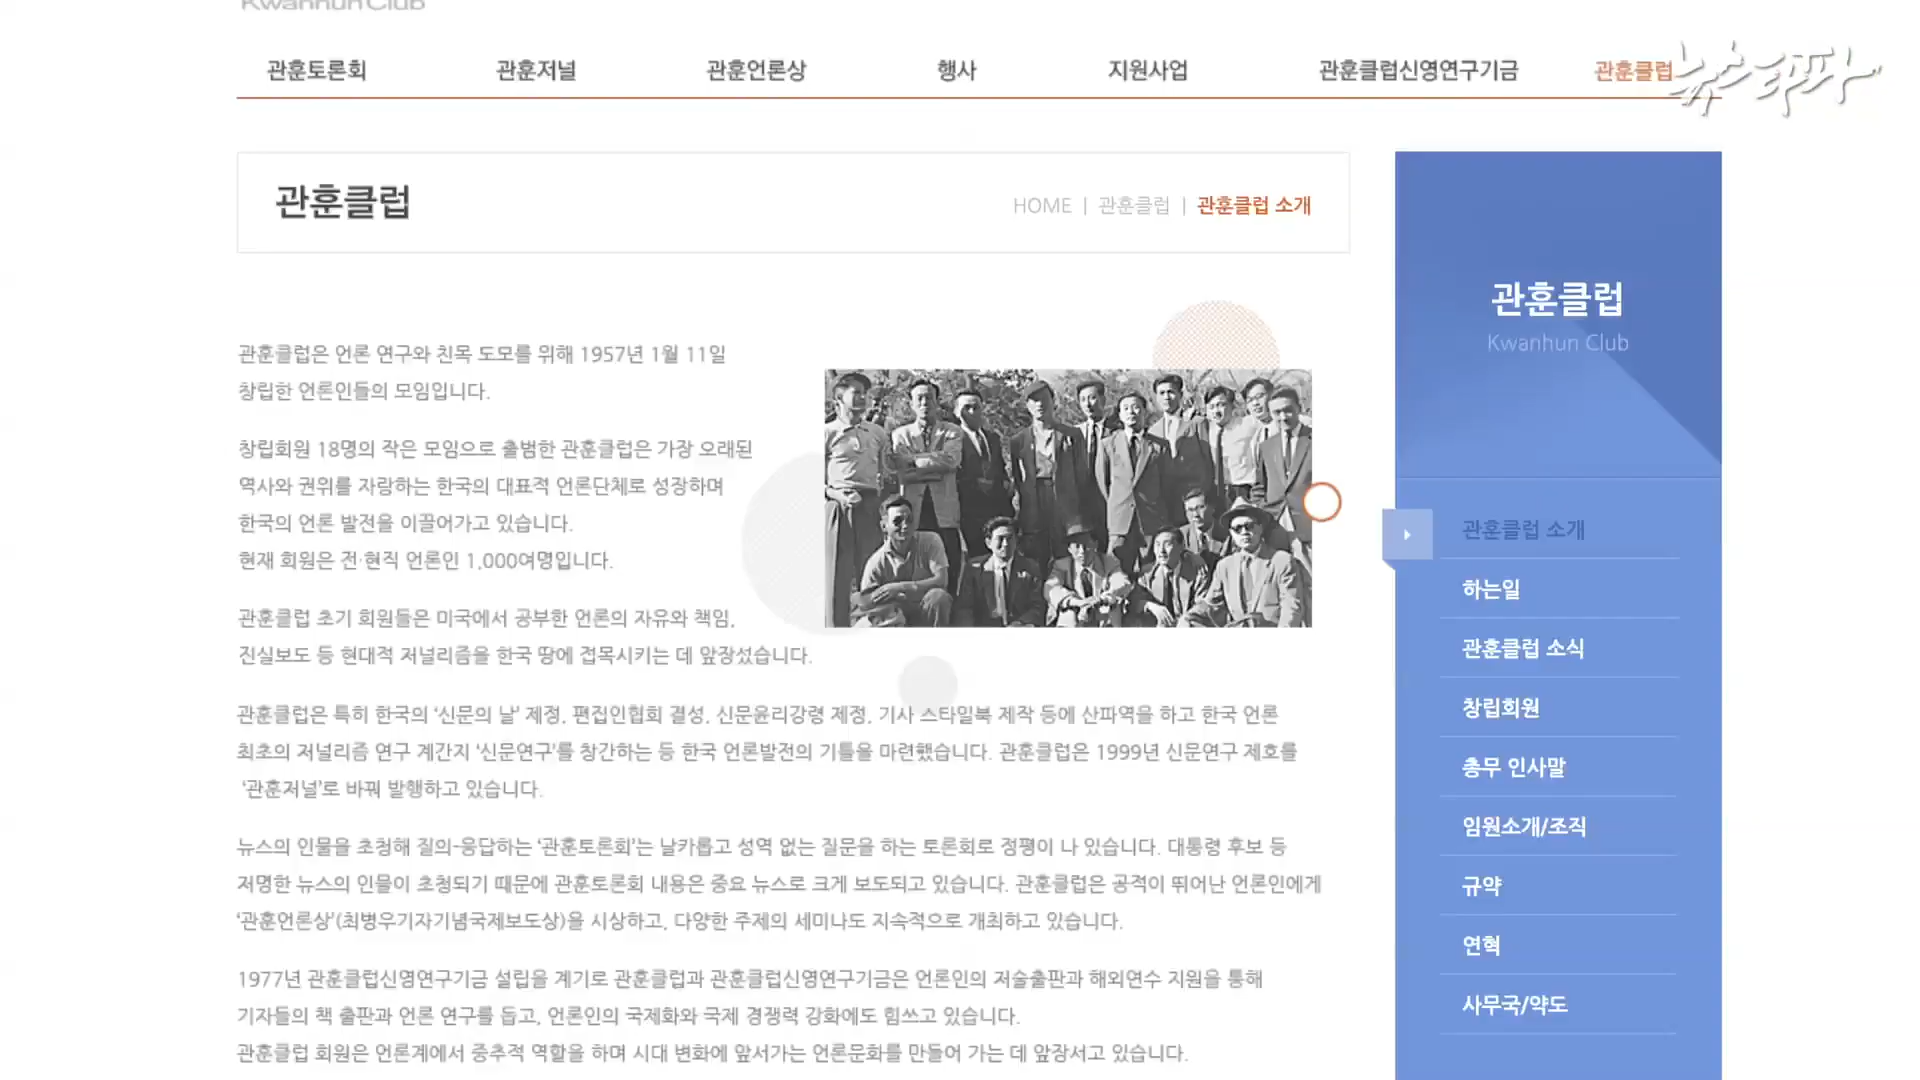 Kwanhun Club
관훈토론회 관훈저널 관훈언론상 행사 지원사업 관훈클럽신영연구기금 관훈클럽
뉴스타파
관훈클럽
HOME | 관훈클럽 | 관훈클럽 소개
관훈클럽은 언론 연구와 친목 도모를 위해 1957년 1월 11일
창립한 언론인들의 모임입니다.
창립회원 18명의 작은 모임으로 출범한 관훈클럽은 가장 오래된
역사와 권위를 자랑하는 한국의 대표적 언론단체로 성장하며
한국의 언론 발전을 이끌어가고 있습니다.
현재 회원은 전·현직 언론인 1,000여명입니다.
관훈클럽 초기 회원들은 미국에서 공부한 언론의 자유와 책임,
진실보도 등 현대적 저널리즘을 한국 땅에 접목시키는 데 앞장섰습니다.
관훈클럽은 특히 한국의 ‘신문의 날’ 제정, 편집인협회 결성, 신문윤리강령 제정, 기사 스타일북 제작 등에 산파역을 하고 한국 언론
최초의 저널리즘 연구 계간지 ‘신문연구’를 창간하는 등 한국 언론발전의 기틀을 마련했습니다. 관훈클럽은 1999년 신문연구 제호를
‘관훈저널’로 바꿔 발행하고 있습니다.
뉴스의 인물을 초청해 질의-응답하는 ‘관훈토론회’는 날카롭고 성역 없는 질문을 하는 토론회로 정평이 나 있습니다. 대통령 후보 등
저명한 뉴스의 인물이 초청되기 때문에 관훈토론회 내용은 중요 뉴스로 크게 보도되고 있습니다. 관훈클럽은 공적이 뛰어난 언론인에게
‘관훈언론상’(최병우기자기념국제보도상)을 시상하고, 다양한 주제의 세미나도 지속적으로 개최하고 있습니다.
1977년 관훈클럽신영연구기금 설립을 계기로 관훈클럽과 관훈클럽신영연구기금은 언론인의 저술출판과 해외연수 지원을 통해
기자들의 책 출판과 언론 연구를 돕고, 언론인의 국제화와 국제 경쟁력 강화에도 힘쓰고 있습니다.
관훈클럽 회원은 언론계에서 중추적 역할을 하며 시대 변화에 앞서가는 언론문화를 만들어 가는 데 앞장서고 있습니다.
관훈클럽
Kwanhun Club
관훈클럽 소개
하는일
관훈클럽 소식
창립회원
총무 인사말
임원소개/조직
규약
연혁
사무국/약도